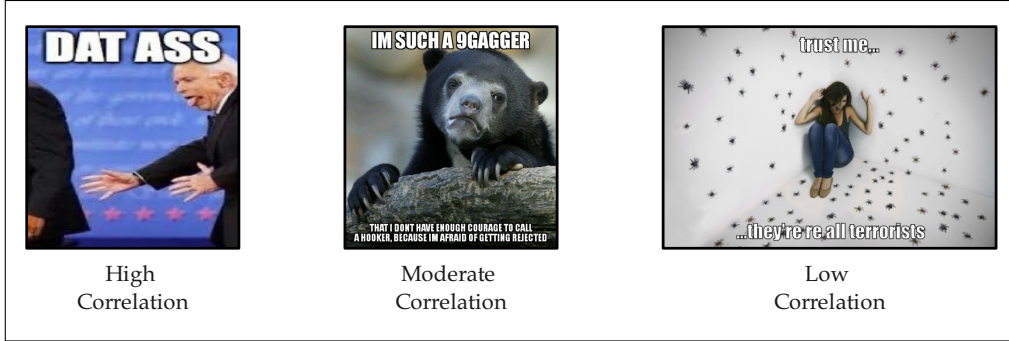 DAT ASS
IM SUCH A 9GAGGER
THAT I DONT HAVE ENOUGH COURAGE TO CALL
A HOOKER, BECAUSE IM AFRAID OF GETTING REJECTED
trust me...
...they're re all terrorists
High
Correlation
Moderate
Correlation
Low
Correlation